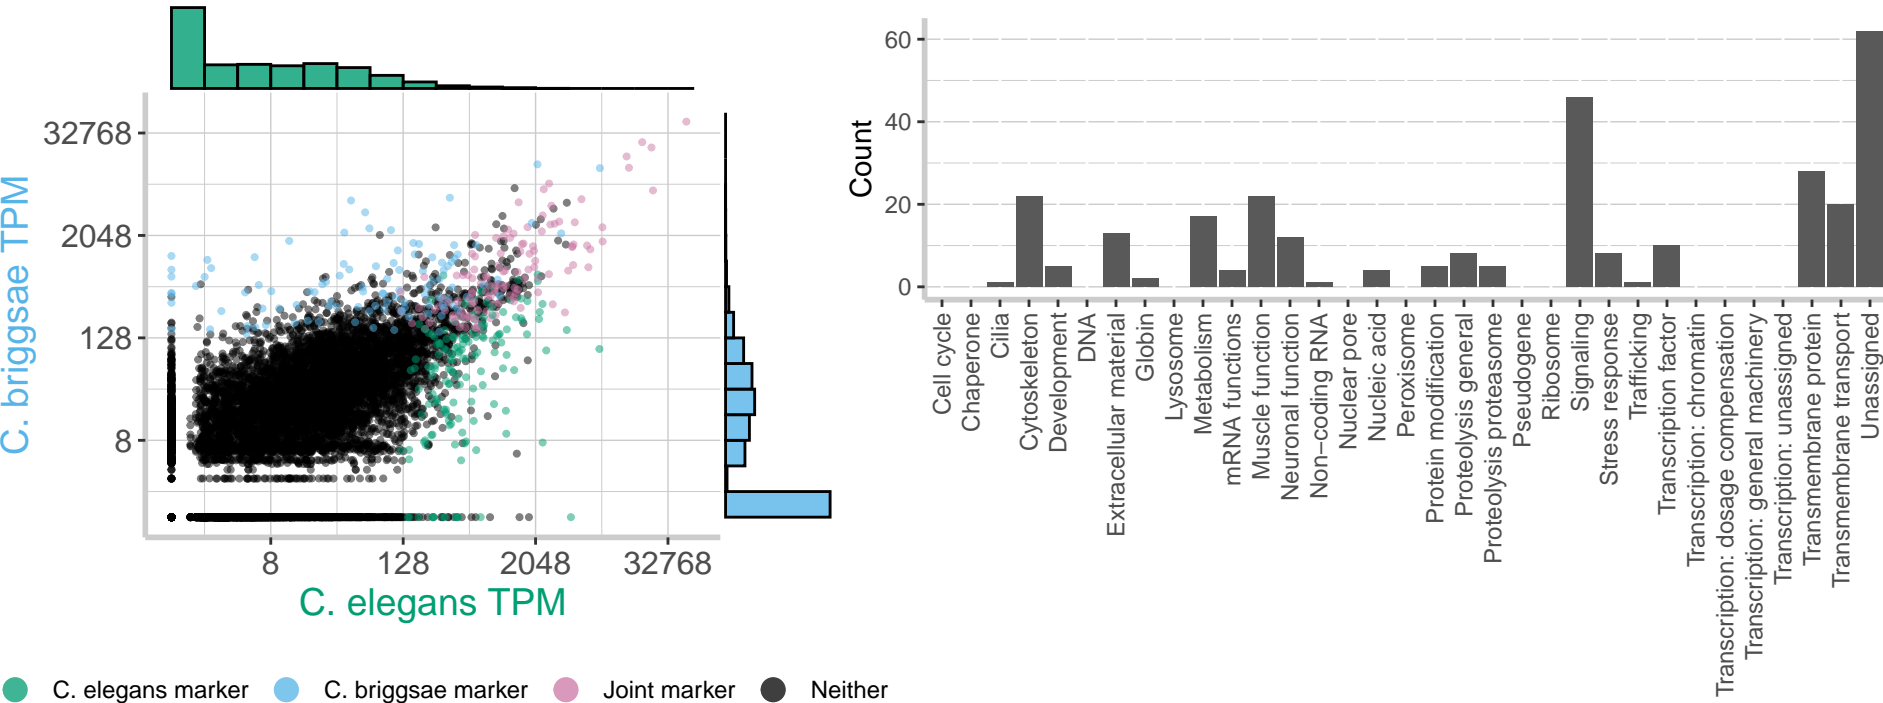 32768
2048
128
8
C. briggsae TPM
8
128
2048
32768
C. elegans TPM
C. elegans marker
C. briggsae marker
Joint marker
Neither
60
40
20
0
Count
Cell cycle
Chaperone
Cilia
Cytoskeleton
Development
DNA
Extracellular material
Globin
Lysosome
Metabolism
mRNA functions
Muscle function
Neuronal function
Non−coding RNA
Nuclear pore
Nucleic acid
Peroxisome
Protein modification
Proteolysis general
Proteolysis proteasome
Pseudogene
Ribosome
Signaling
Stress response
Trafficking
Transcription factor
Transcription: chromatin
Transcription: dosage compensation
Transcription: general machinery
Transcription: unassigned
Transmembrane protein
Transmembrane transport
Unassigned